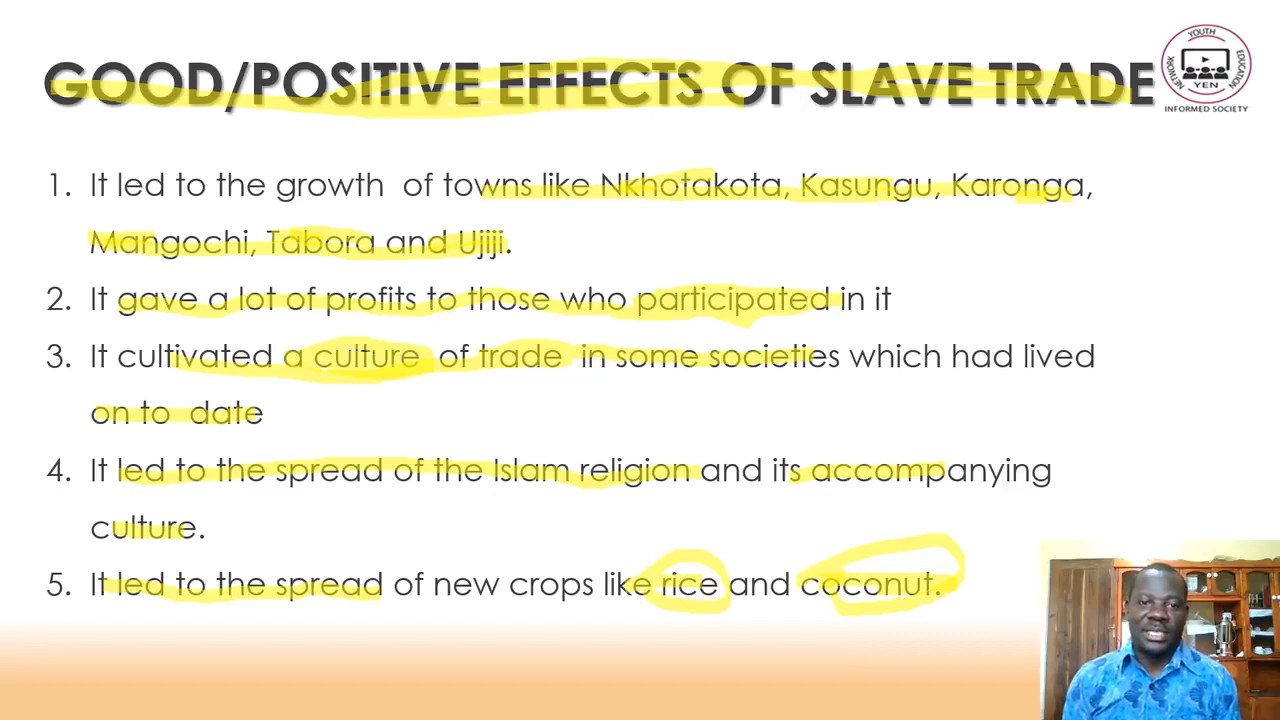 GOOD/POSITIVE EFFECTS OF SLAVE TRADE
YOUTH
EDUCATION
NETWORK
YEN
INFORMED SOCIETY
1. It led to the growth of towns like Nkhotakota, Kasungu, Karonga,
Mangochi, Tabora and Ujiji.
2. It gave a lot of profits to those who participated in it
3. It cultivated a culture of trade in some societies which had lived
on to date
4. It led to the spread of the Islam religion and its accompanying
culture.
5. It led to the spread of new crops like rice and coconut.